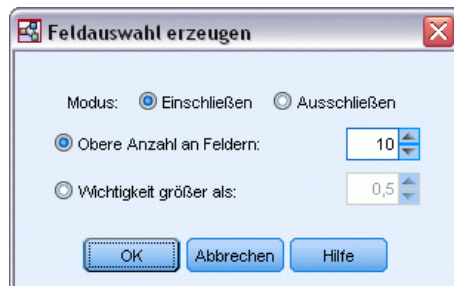 Feldauswahl erzeugen
Modus: Einschließen Ausschließen
Obere Anzahl an Feldern: 10
Wichtigkeit größer als: 0,5
OK Abbrechen Hilfe